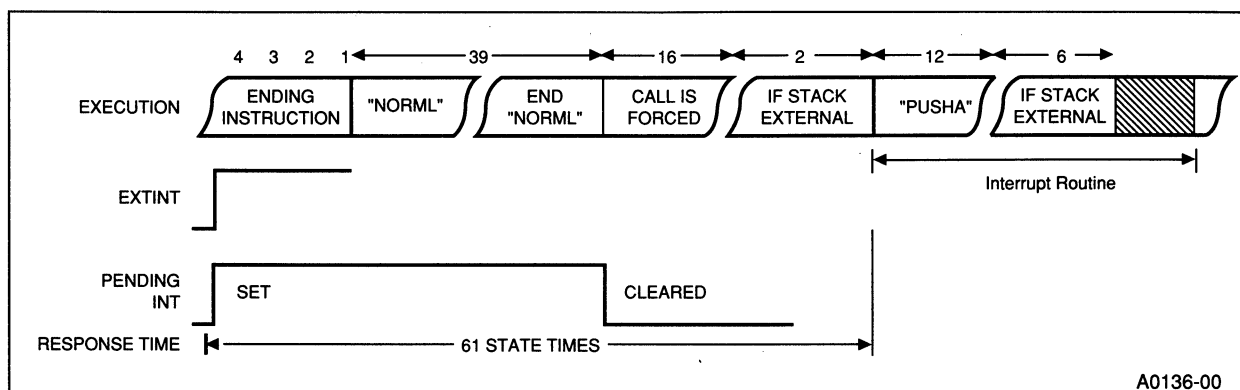 4 3 2 1 39 16 2 12 6
EXECUTION
ENDING
INSTRUCTION
"NORML"
END
"NORML"
CALL IS
FORCED
IF STACK
EXTERNAL
"PUSHA"
IF STACK
EXTERNAL
Interrupt Routine
EXTINT
PENDING
INT
SET
CLEARED
RESPONSE TIME
61 STATE TIMES
A0136-00